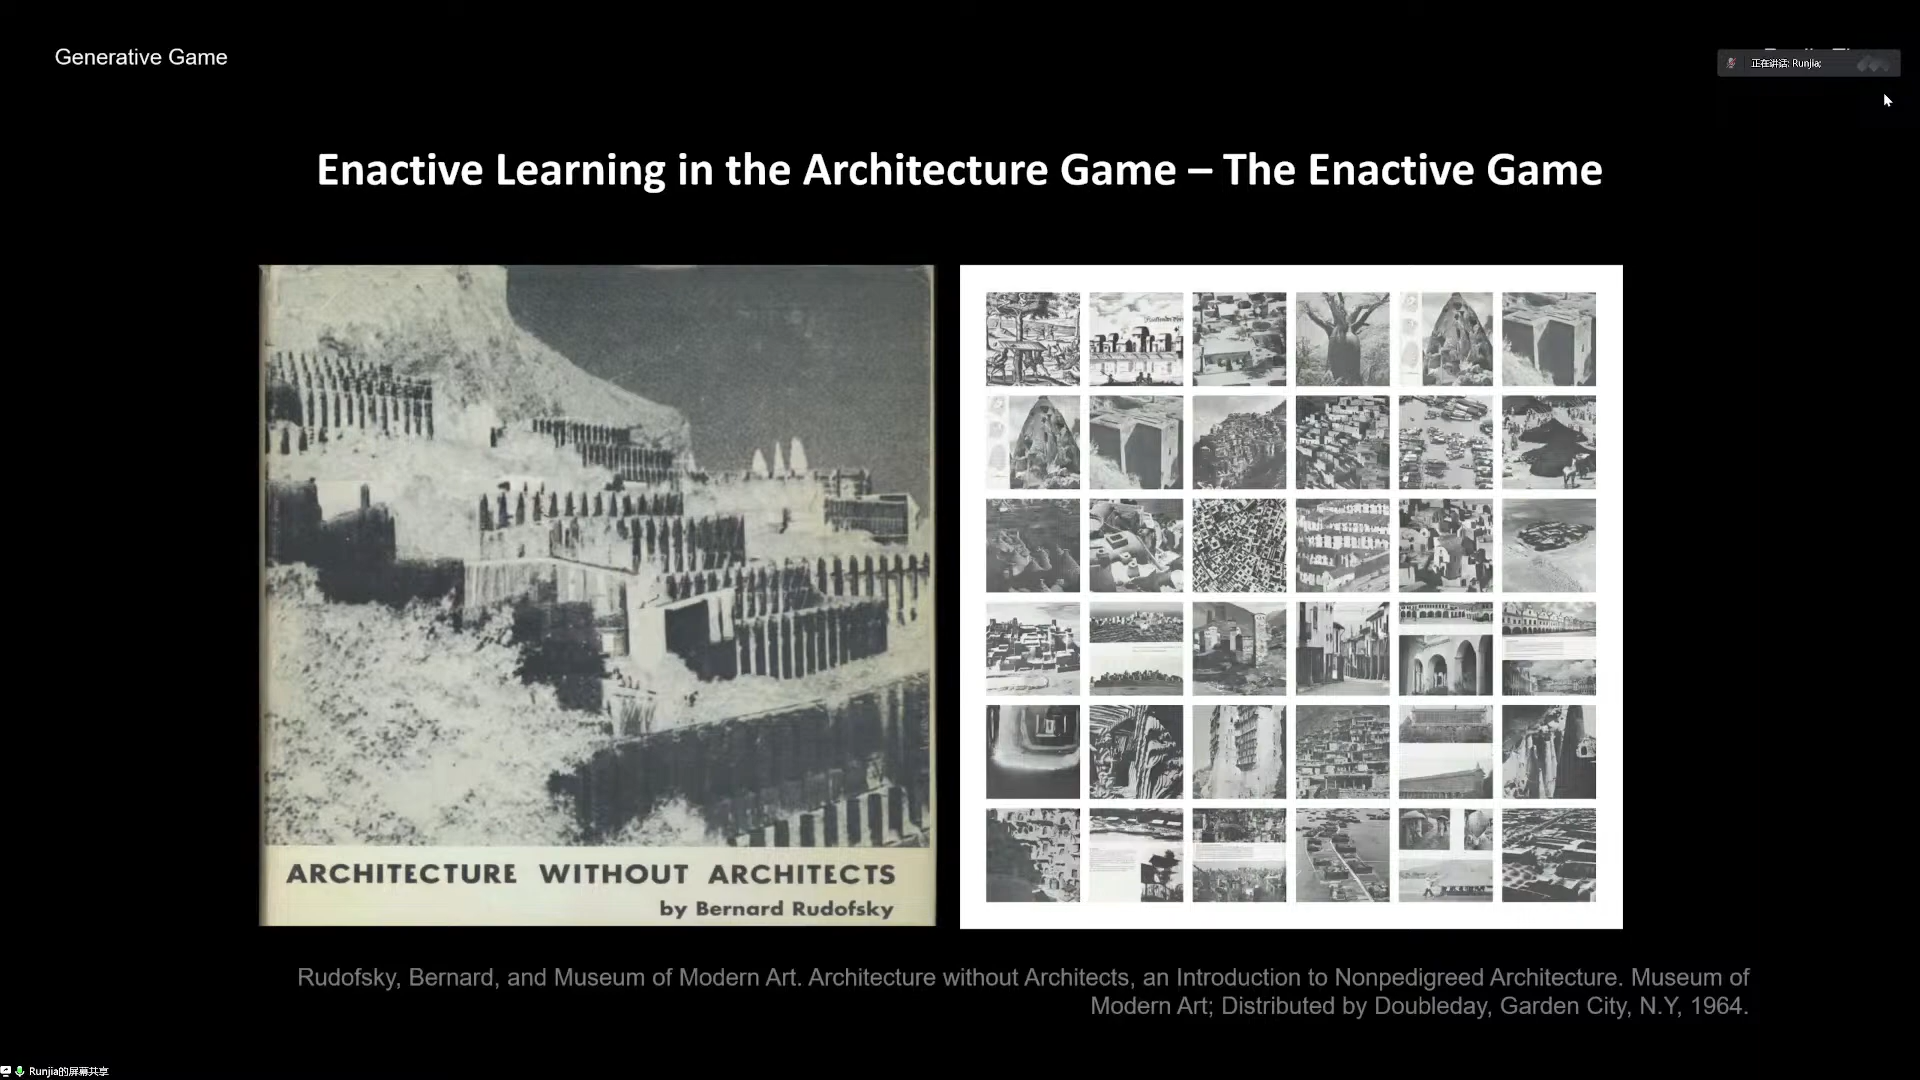 Generative Game
正在讲话: Runjia;
Enactive Learning in the Architecture Game – The Enactive Game
ARCHITECTURE WITHOUT ARCHITECTS
by Bernard Rudofsky
Rudofsky, Bernard, and Museum of Modern Art. Architecture without Architects, an Introduction to Nonpedigreed Architecture. Museum of
Modern Art; Distributed by Doubleday, Garden City, N.Y, 1964.
Runjia的屏幕共享